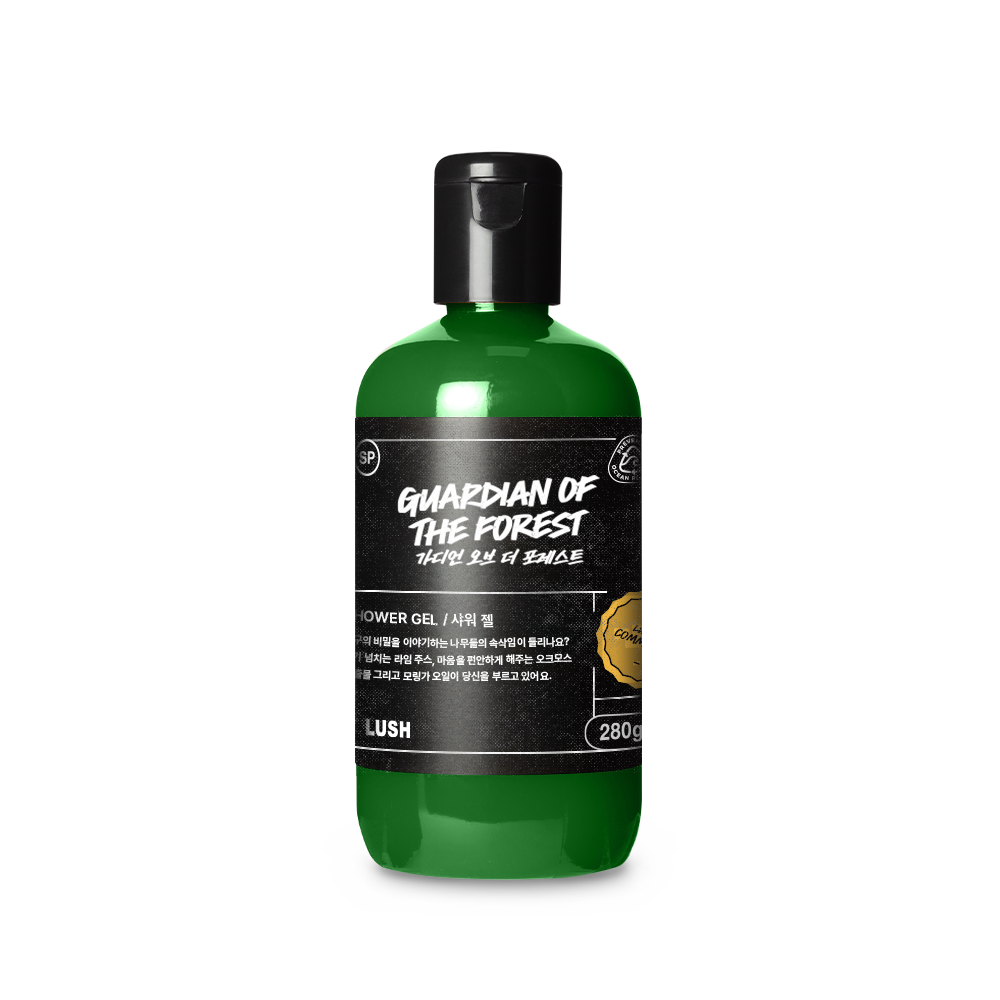 SP
GUARDIAN OF
THE FOREST
가디언 오브 더 포레스트
HOWER GEL / 샤워 젤
비밀을 이야기하는 나무들의 속삭임이 들리나요?
넘치는 라임 주스, 마음을 편안하게 해주는 오크모스
그리고 모링가 오일이 당신을 부르고 있어요.
LUSH
280g